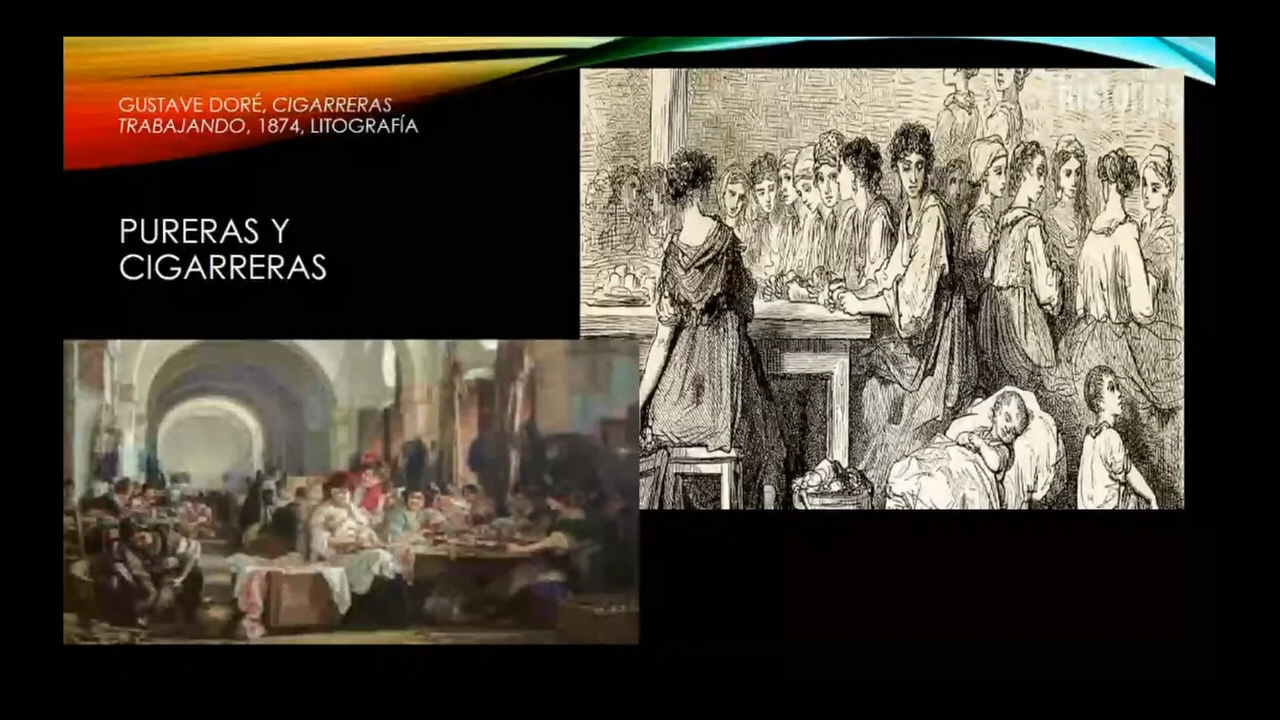 GUSTAVE DORÉ, CIGARRERAS
TRABAJANDO, 1874, LITOGRAFÍA
PURERAS Y
CIGARRERAS